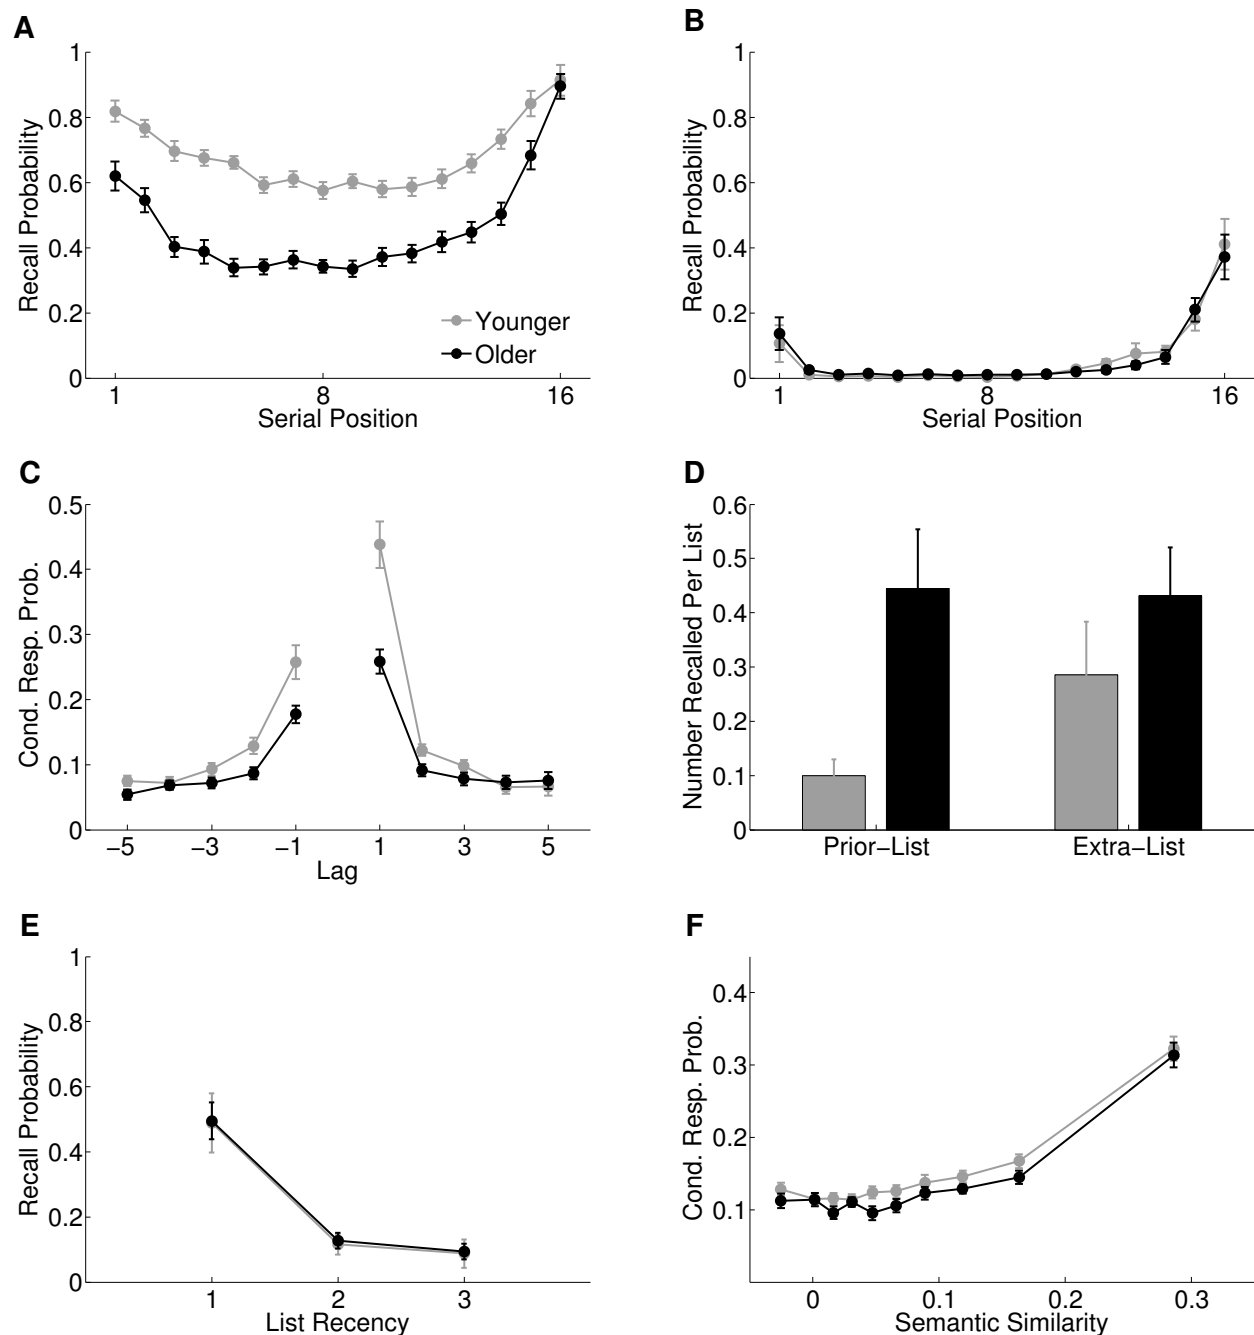 A
Recall Probability
1
0.8
0.6
0.4
0.2
0
1
8
16
Serial Position
Younger
Older
B
Recall Probability
1
0.8
0.6
0.4
0.2
0
1
8
16
Serial Position
C
Cond. Resp. Prob.
0.5
0.4
0.3
0.2
0.1
0
−5
−3
−1
1
3
5
Lag
D
Number Recalled Per List
0.6
0.5
0.4
0.3
0.2
0.1
0
Prior−List
Extra−List
E
Recall Probability
1
0.8
0.6
0.4
0.2
0
1
2
3
List Recency
F
Cond. Resp. Prob.
0.4
0.3
0.2
0.1
0
0.1
0.2
0.3
Semantic Similarity